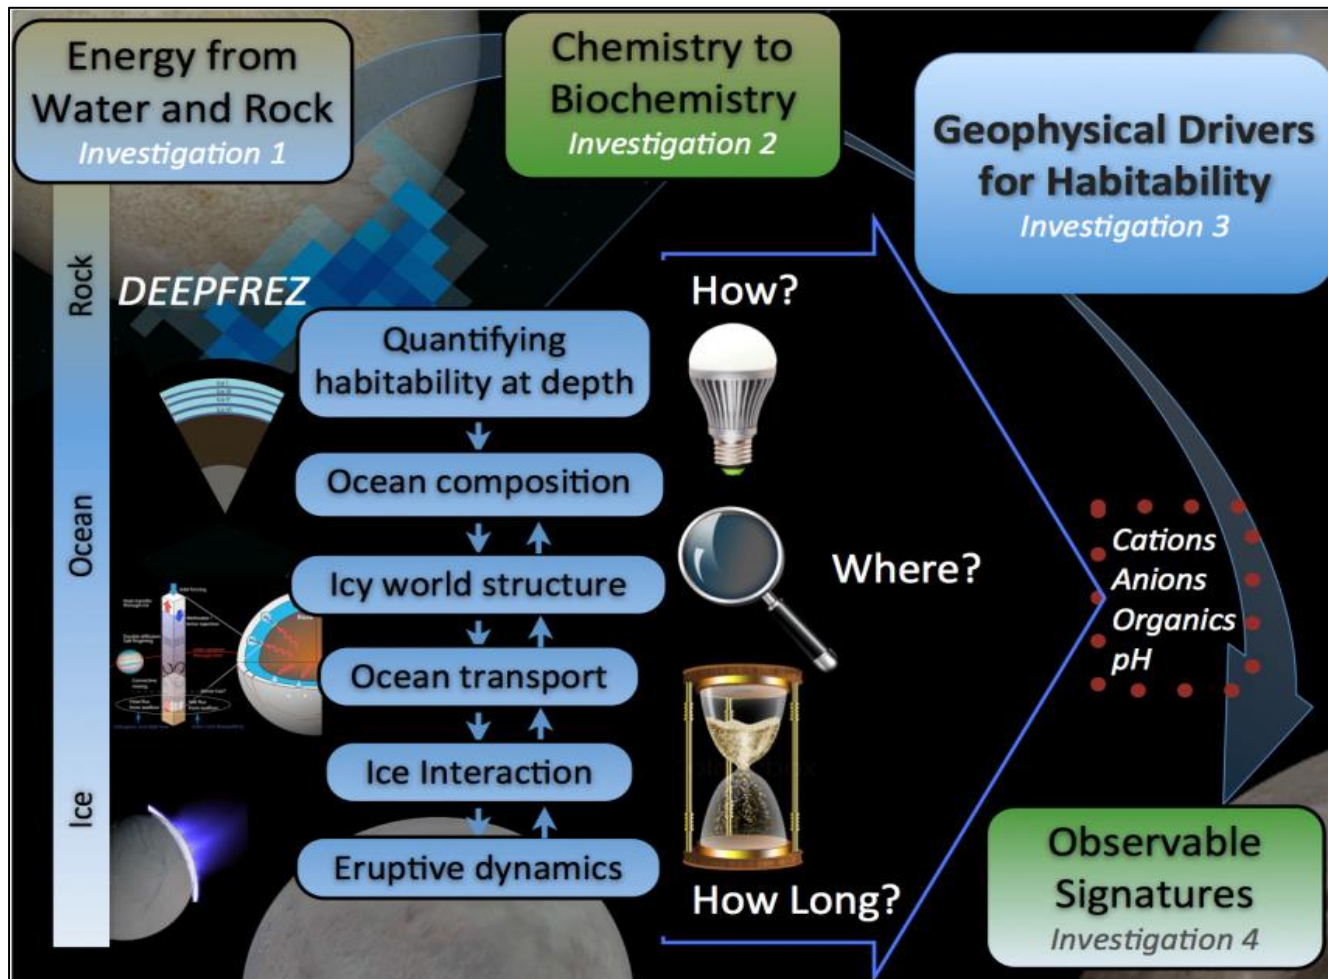 Energy from
Water and Rock
Investigation 1
Chemistry to
Biochemistry
Investigation 2
Geophysical Drivers
for Habitability
Investigation 3
Rock
Ocean
Ice
DEEPFREZ
Quantifying
habitability at depth
Ocean composition
Icy world structure
Ocean transport
Ice Interaction
Eruptive dynamics
How?
Where?
How Long?
Cations
Anions
Organics
pH
Observable
Signatures
Investigation 4